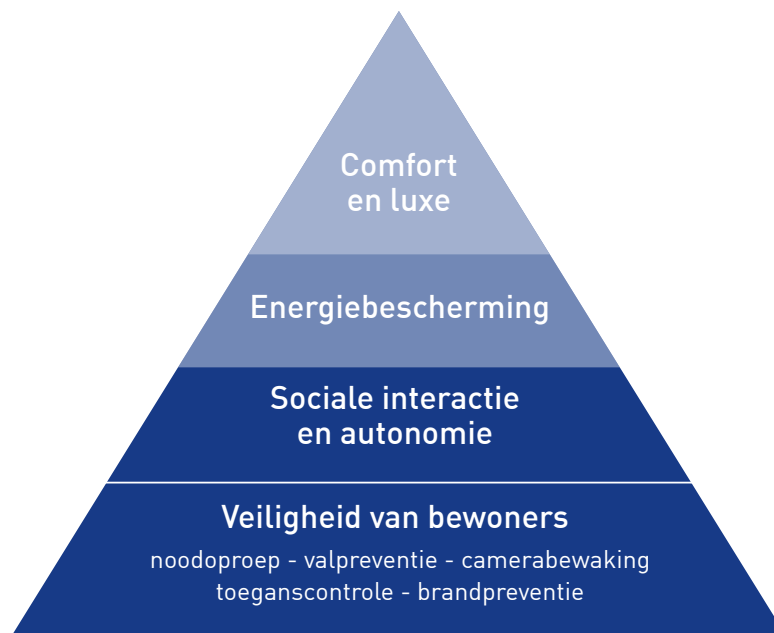 Comfort
en luxe
Energiebescherming
Sociale interactie
en autonomie
Veiligheid van bewoners
noodoproep - valpreventie - camerabewaking
toeganscontrole - brandpreventie